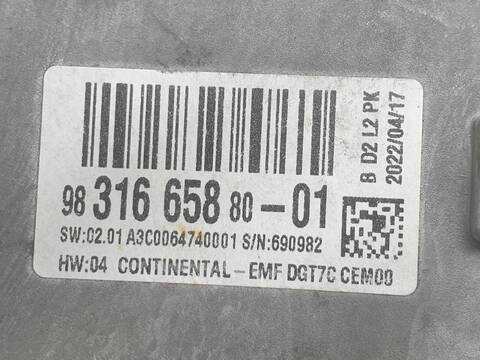 98 316 658 80-01
SW:02.01 A3C0064740001 S/N:690982
HW:04 CONTINENTAL-EMF DGT7C CEM00
B D2 L2 PK
2022/04/17